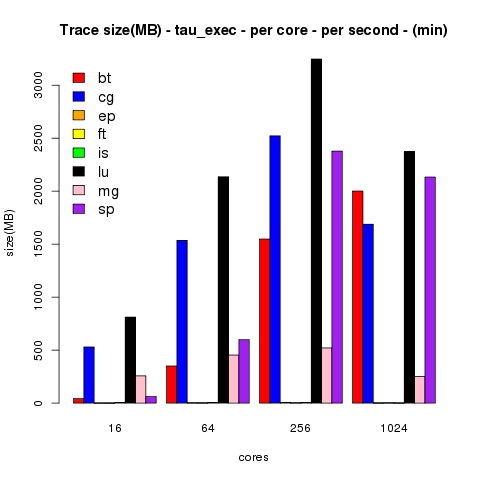 Trace size(MB) - tau_exec - per core - per second - (min)
bt
cg
ep
ft
is
lu
mg
sp
size(MB)
3000
2500
2000
1500
1000
500
0
16 64 256 1024
cores